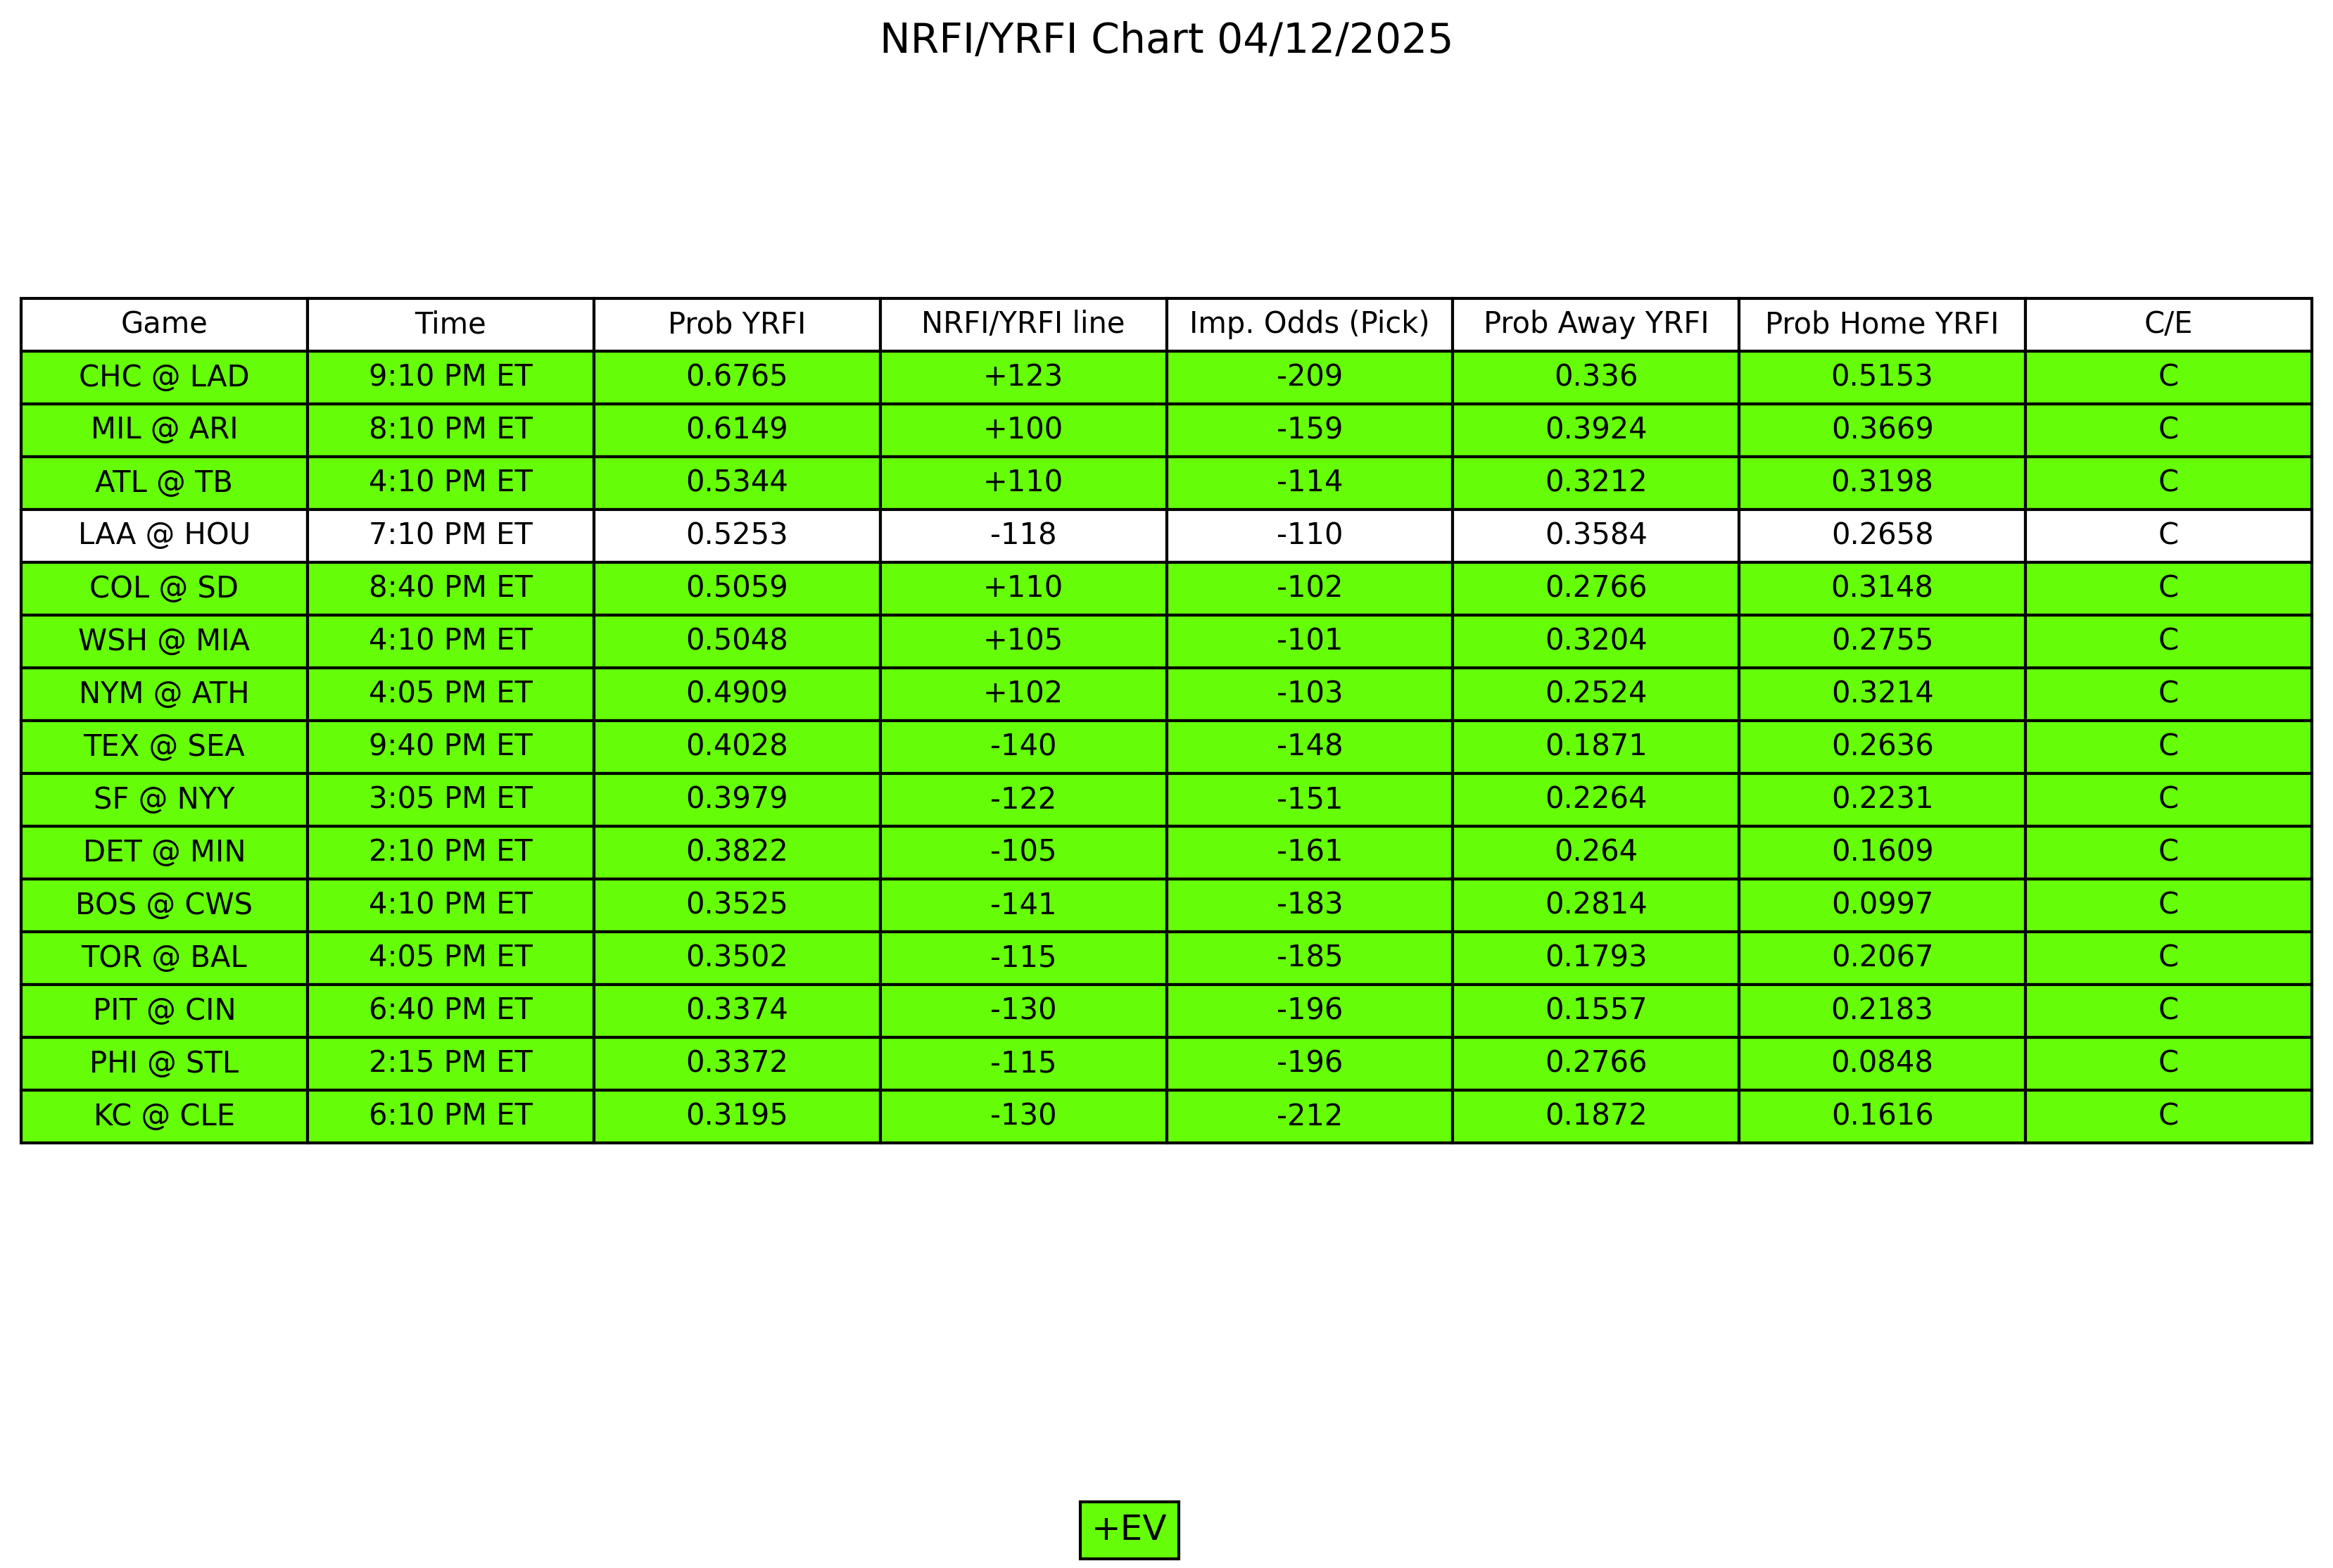 NRFI/YRFI Chart 04/12/2025
Game Time Prob YRFI NRFI/YRFI line Imp. Odds (Pick) Prob Away YRFI Prob Home YRFI C/E
CHC @ LAD 9:10 PM ET 0.6765 +123 -209 0.336 0.5153 C
MIL @ ARI 8:10 PM ET 0.6149 +100 -159 0.3924 0.3669 C
ATL @ TB 4:10 PM ET 0.5344 +110 -114 0.3212 0.3198 C
LAA @ HOU 7:10 PM ET 0.5253 -118 -110 0.3584 0.2658 C
COL @ SD 8:40 PM ET 0.5059 +110 -102 0.2766 0.3148 C
WSH @ MIA 4:10 PM ET 0.5048 +105 -101 0.3204 0.2755 C
NYM @ ATH 4:05 PM ET 0.4909 +102 -103 0.2524 0.3214 C
TEX @ SEA 9:40 PM ET 0.4028 -140 -148 0.1871 0.2636 C
SF @ NYY 3:05 PM ET 0.3979 -122 -151 0.2264 0.2231 C
DET @ MIN 2:10 PM ET 0.3822 -105 -161 0.264 0.1609 C
BOS @ CWS 4:10 PM ET 0.3525 -141 -183 0.2814 0.0997 C
TOR @ BAL 4:05 PM ET 0.3502 -115 -185 0.1793 0.2067 C
PIT @ CIN 6:40 PM ET 0.3374 -130 -196 0.1557 0.2183 C
PHI @ STL 2:15 PM ET 0.3372 -115 -196 0.2766 0.0848 C
KC @ CLE 6:10 PM ET 0.3195 -130 -212 0.1872 0.1616 C
+EV